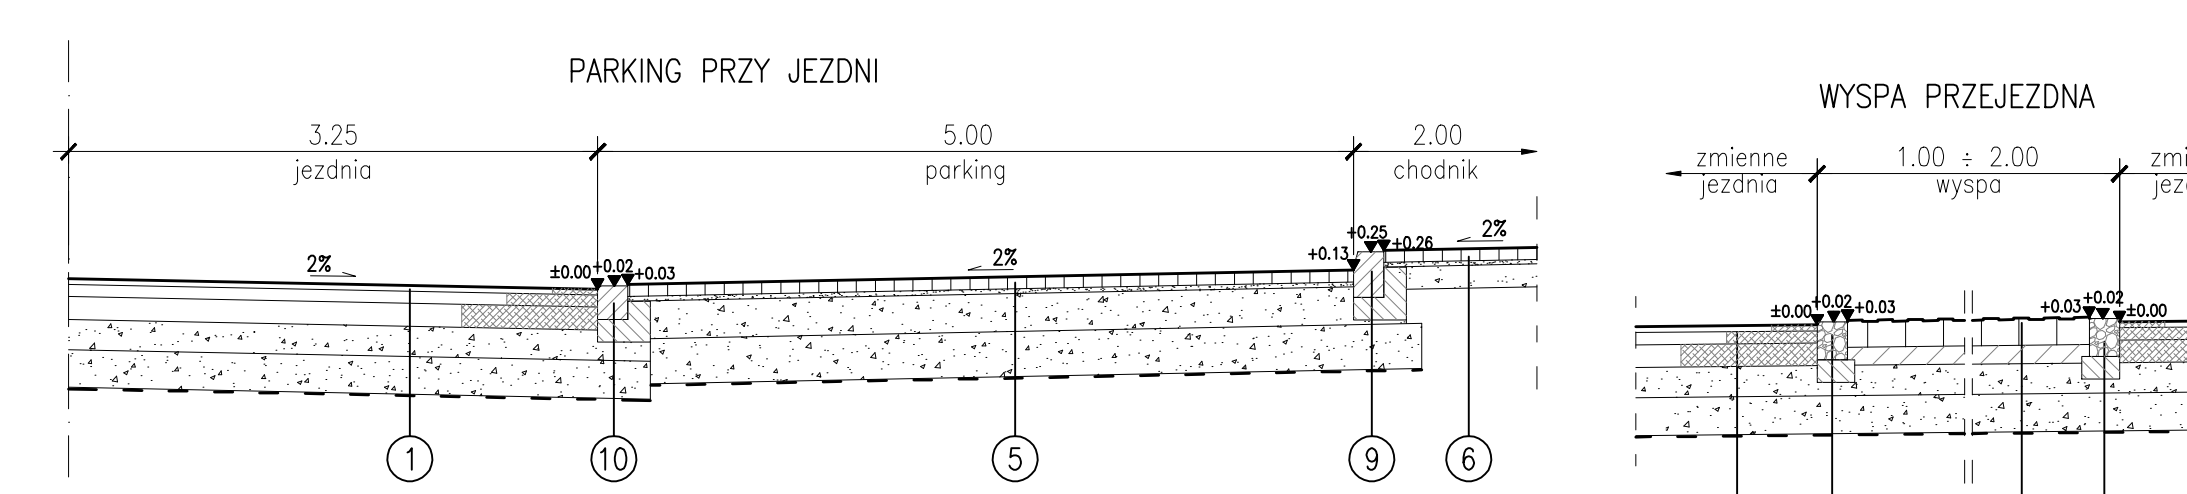 PARKING PRZY JEZDNI
3.25
jezdnia
5.00
parking
2.00
chodnik
2%
±0.00
+0.02
+0.03
2%
+0.13
+0.25
+0.26
2%
1
10
5
9
6
WYSPA PRZEJEZDNA
zmienne
jezdnia
1.00 ÷ 2.00
wyspa
zmi
jezd
±0.00
+0.02
+0.03
+0.03
+0.02
±0.00